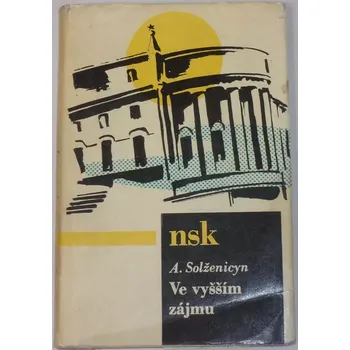 nsk
A. Solženicyn
Ve vyšším
zájmu